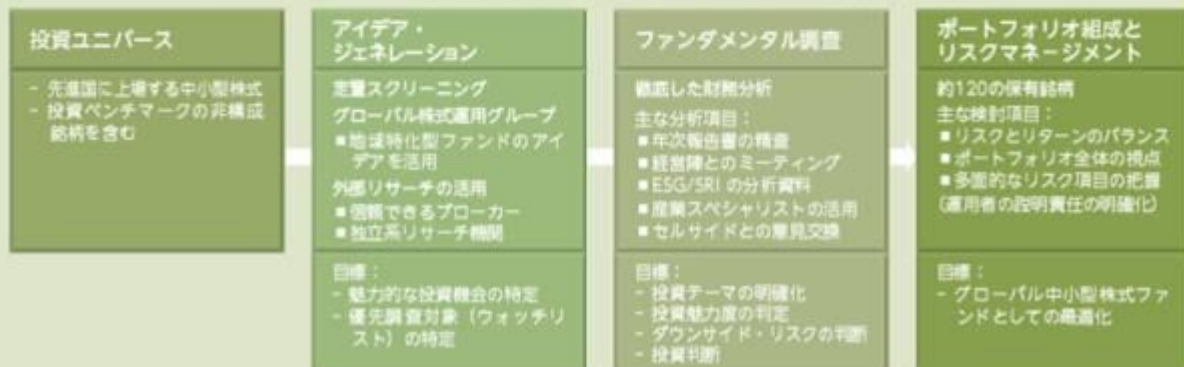 投資ユニバース
- 先進国に上場する中小型株式
- 投資ベンチマークの非構成
銘柄を含む
アイデア・
ジェネレーション
定量スクリーニング
グローバル株式運用グループ
■地域特化型ファンドのアイ
デアを活用
外部リサーチの活用
■信頼できるブローカー
■独立系リサーチ機関
目標：
- 魅力的な投資機会の特定
- 優先調査対象（ウォッチリ
スト）の特定
ファンダメンタル調査
徹底した財務分析
主な分析項目：
■年次報告書の精査
■経営陣とのミーティング
■ESG/SRI の分析資料
■産業スペシャリストの活用
■セルサイドとの意見交換
目標：
- 投資テーマの明確化
- 投資魅力度の判定
- ダウンサイド・リスクの判断
- 投資判断
ポートフォリオ組成と
リスクマネージメント
約120の保有銘柄
主な検討項目：
■リスクとリターンのバランス
■ポートフォリオ全体の視点
■多面的なリスク項目の把握
(運用者の説明責任の明確化)
目標：
- グローバル中小型株式ファ
ンドとしての最適化